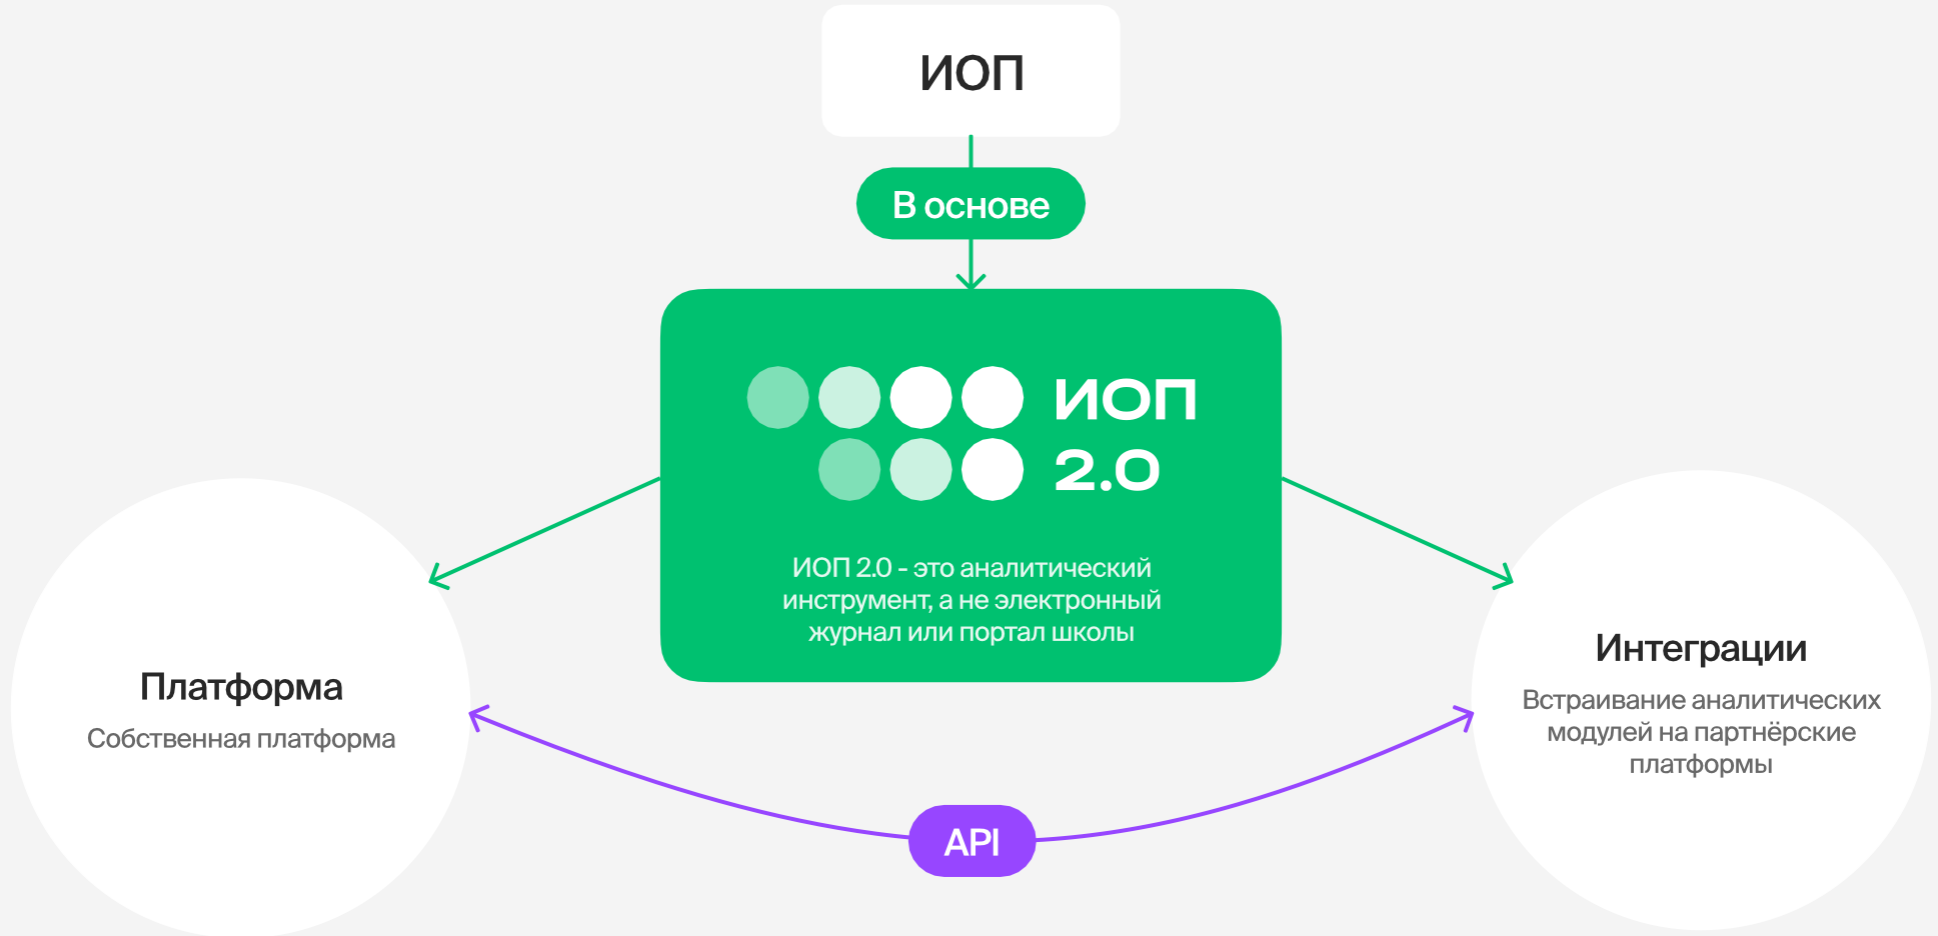 ИОП
В основе
ИОП
2.0
ИОП 2.0 - это аналитический
инструмент, а не электронный
журнал или портал школы
Платформа
Собственная платформа
Интеграции
Встраивание аналитических
модулей на партнёрские
платформы
API